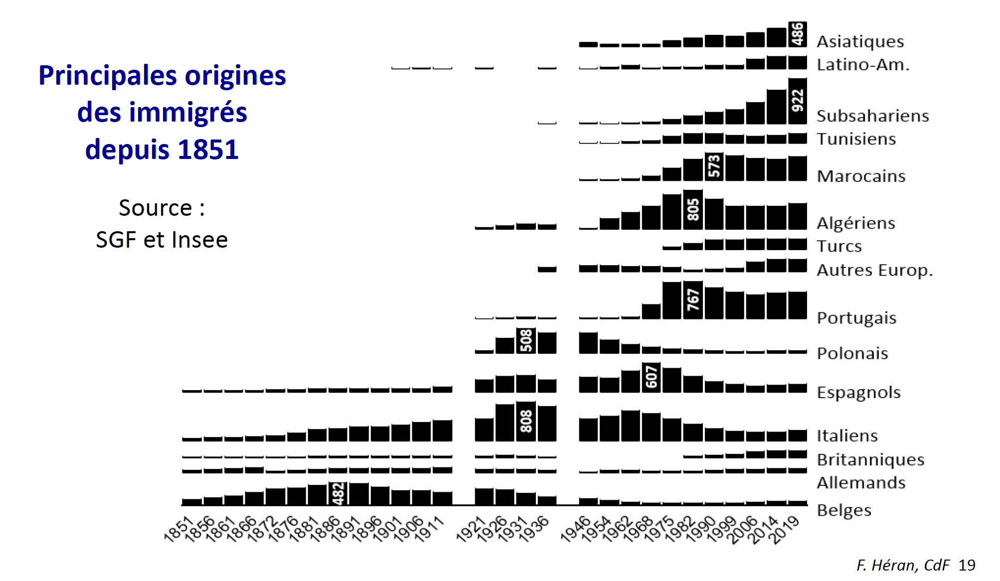 Principales origines
des immigrés
depuis 1851
Source :
SGF et Insee
486
Asiatiques
Latino-Am.
922
Subsahariens
Tunisiens
573
Marocains
805
Algériens
Turcs
Autres Europ.
767
Portugais
508
Polonais
607
Espagnols
808
Italiens
Britanniques
Allemands
482
Belges
1851 1856 1861 1866 1872 1876 1881 1886 1891 1896 1901 1906 1911 1921 1926 1931 1936 1946 1954 1962 1968 1975 1982 1990 1999 2006 2014 2019
F. Héran, CdF 19